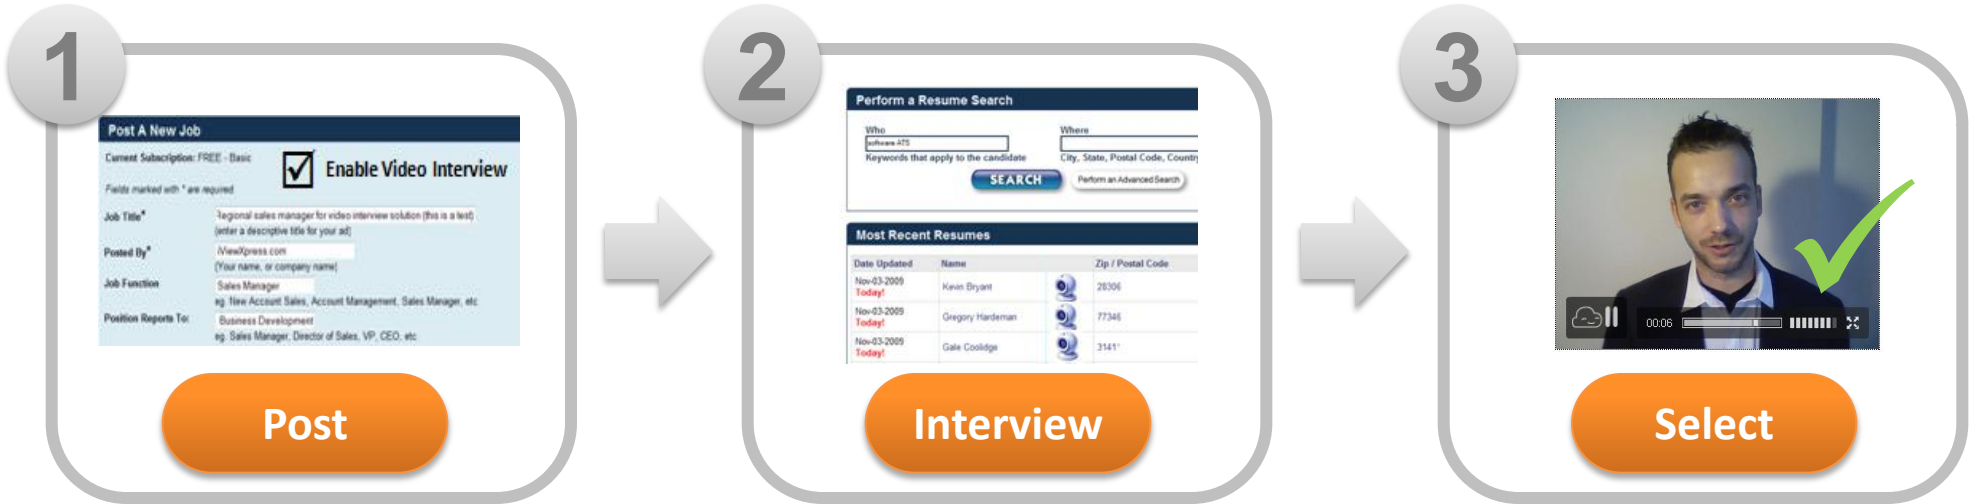 1
Post A New Job
Current Subscription: FREE - Basic
Enable Video Interview
Fields marked with * are required
Job Title*
Regional sales manager for video interview solution (this is a test)
(enter a descriptive title for your ad)
Posted By*
iViewXpress.com
(Your name, or company name)
Job Function
Sales Manager
eg. New Account Sales, Account Management, Sales Manager, etc
Position Reports To:
Business Development
eg. Sales Manager, Director of Sales, VP, CEO, etc
Post
2
Perform a Resume Search
Who
Where
software ATS
Keywords that apply to the candidate
City, State, Postal Code, Country
SEARCH
Perform an Advanced Search
Most Recent Resumes
Date Updated Name Zip / Postal Code
Nov-03-2009
Today!
Kevin Bryant 28306
Nov-03-2009
Today!
Gregory Hardeman 77346
Nov-03-2009
Today!
Gale Coolidge 3141
Interview
3
00:06
Select